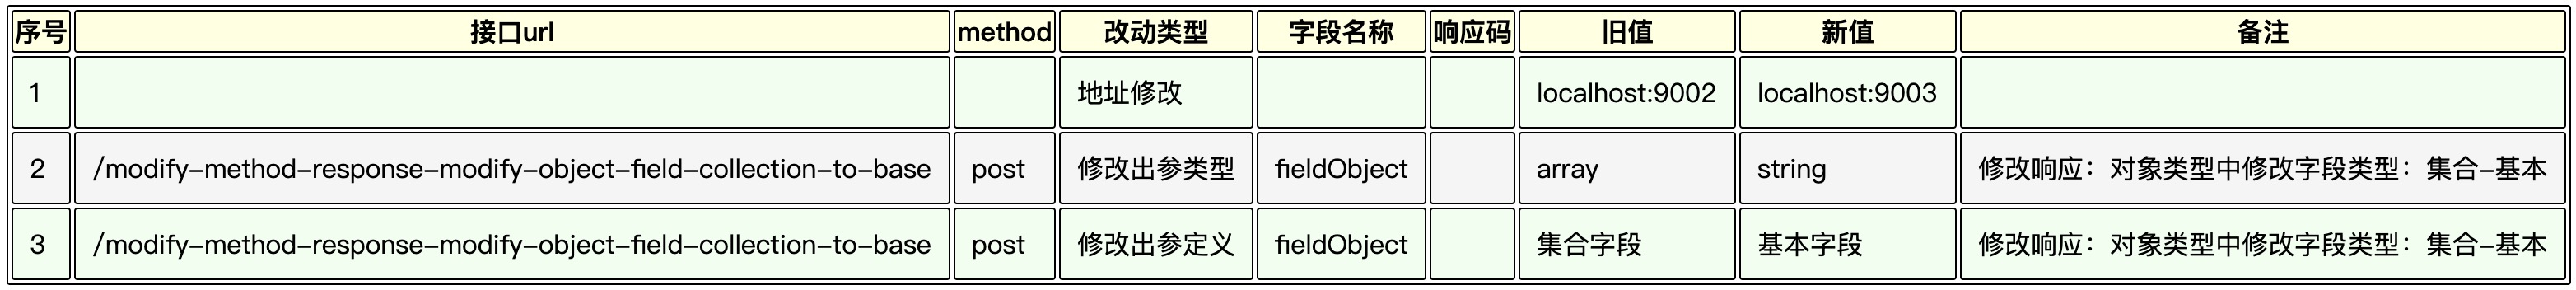 序号 接口url method 改动类型 字段名称 响应码 旧值 新值 备注
1 地址修改 localhost:9002 localhost:9003
2 /modify-method-response-modify-object-field-collection-to-base post 修改出参类型 fieldObject array string 修改响应：对象类型中修改字段类型：集合-基本
3 /modify-method-response-modify-object-field-collection-to-base post 修改出参定义 fieldObject 集合字段 基本字段 修改响应：对象类型中修改字段类型：集合-基本